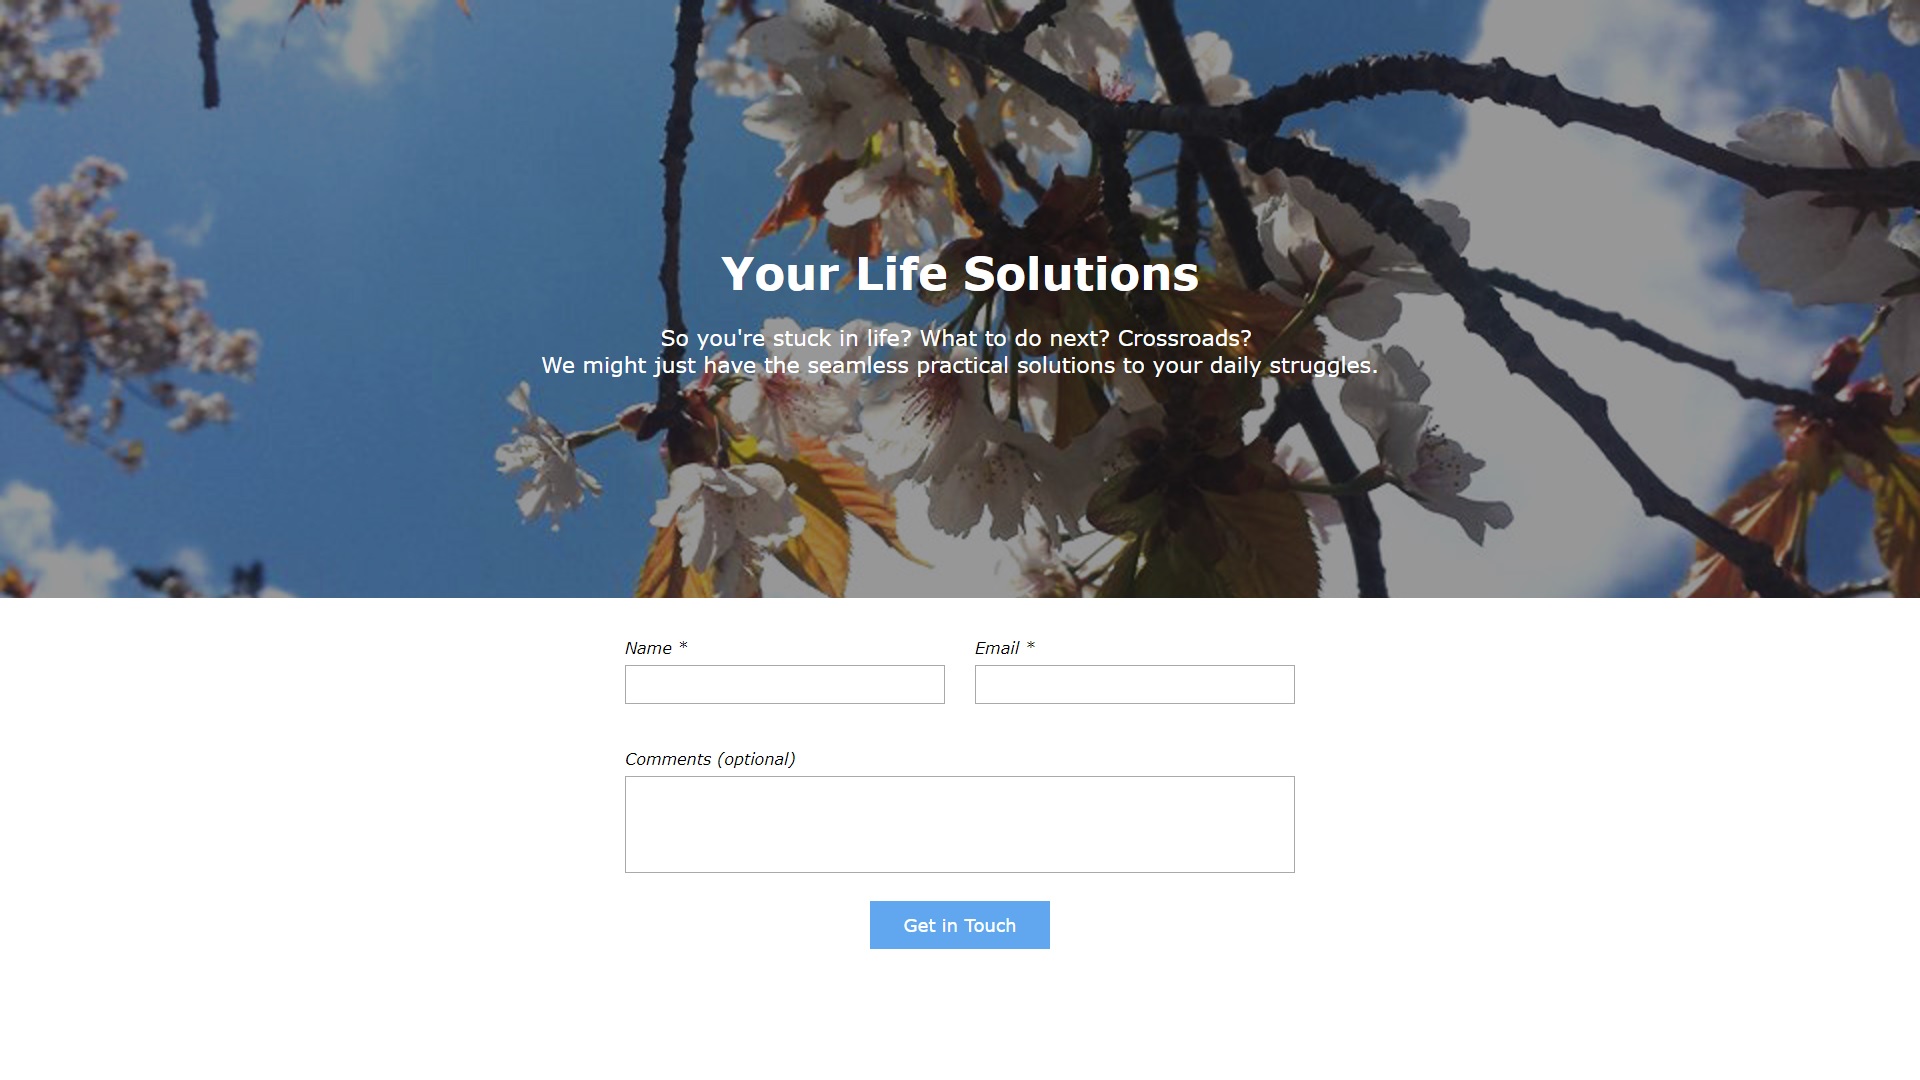 Your Life Solutions
So you're stuck in life? What to do next? Crossroads?
We might just have the seamless practical solutions to your daily struggles.
Name *
Email *
Comments (optional)
Get in Touch